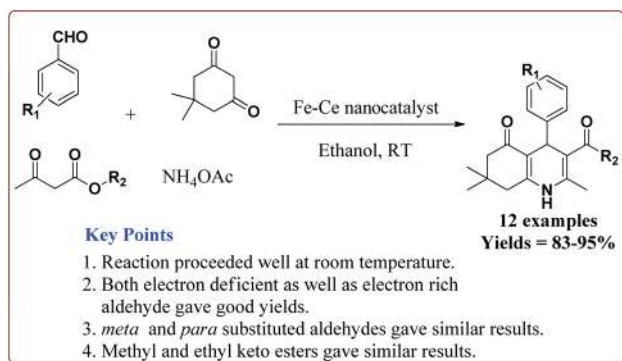 CHO
R1
+
O
O
O
O
O
R2
NH4OAc
Fe-Ce nanocatalyst
Ethanol, RT
R1
O
O
R2
N
H
12 examples
Yields = 83-95%
Key Points
1. Reaction proceeded well at room temperature.
2. Both electron deficient as well as electron rich
aldehyde gave good yields.
3. meta and para substituted aldehydes gave similar results.
4. Methyl and ethyl keto esters gave similar results.